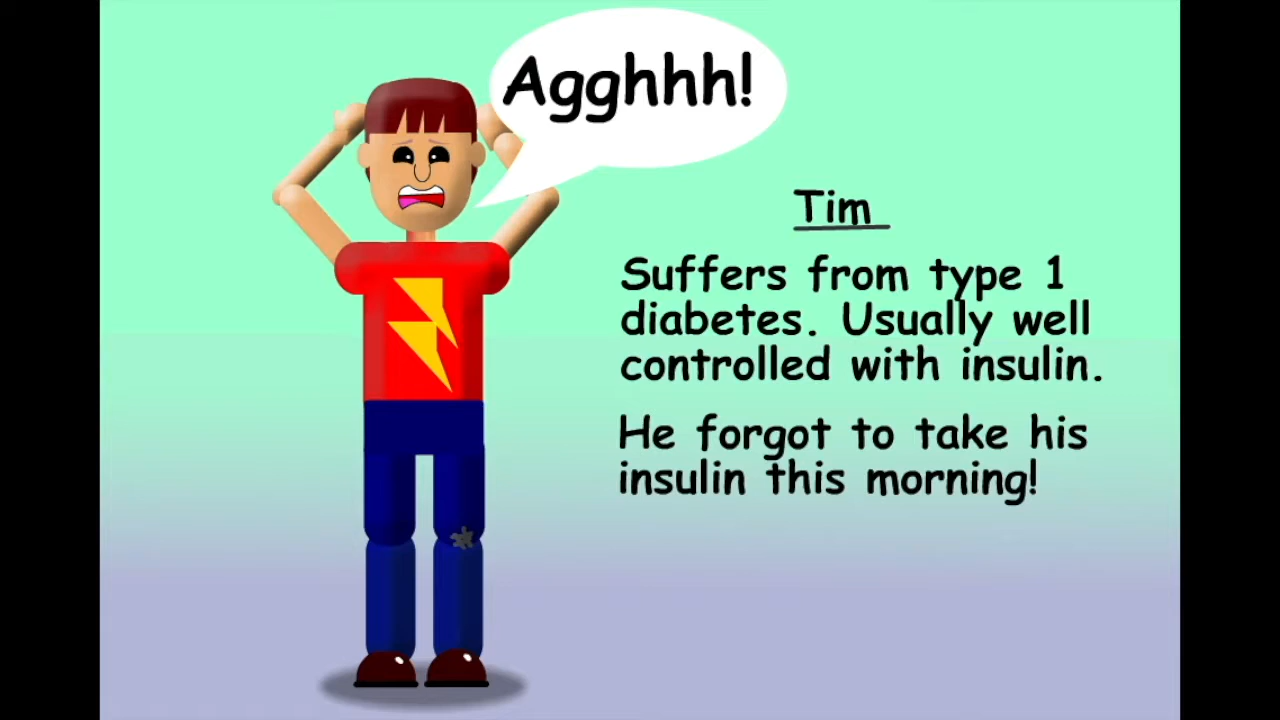 Agghhh!
Tim
Suffers from type 1
diabetes. Usually well
controlled with insulin.
He forgot to take his
insulin this morning!